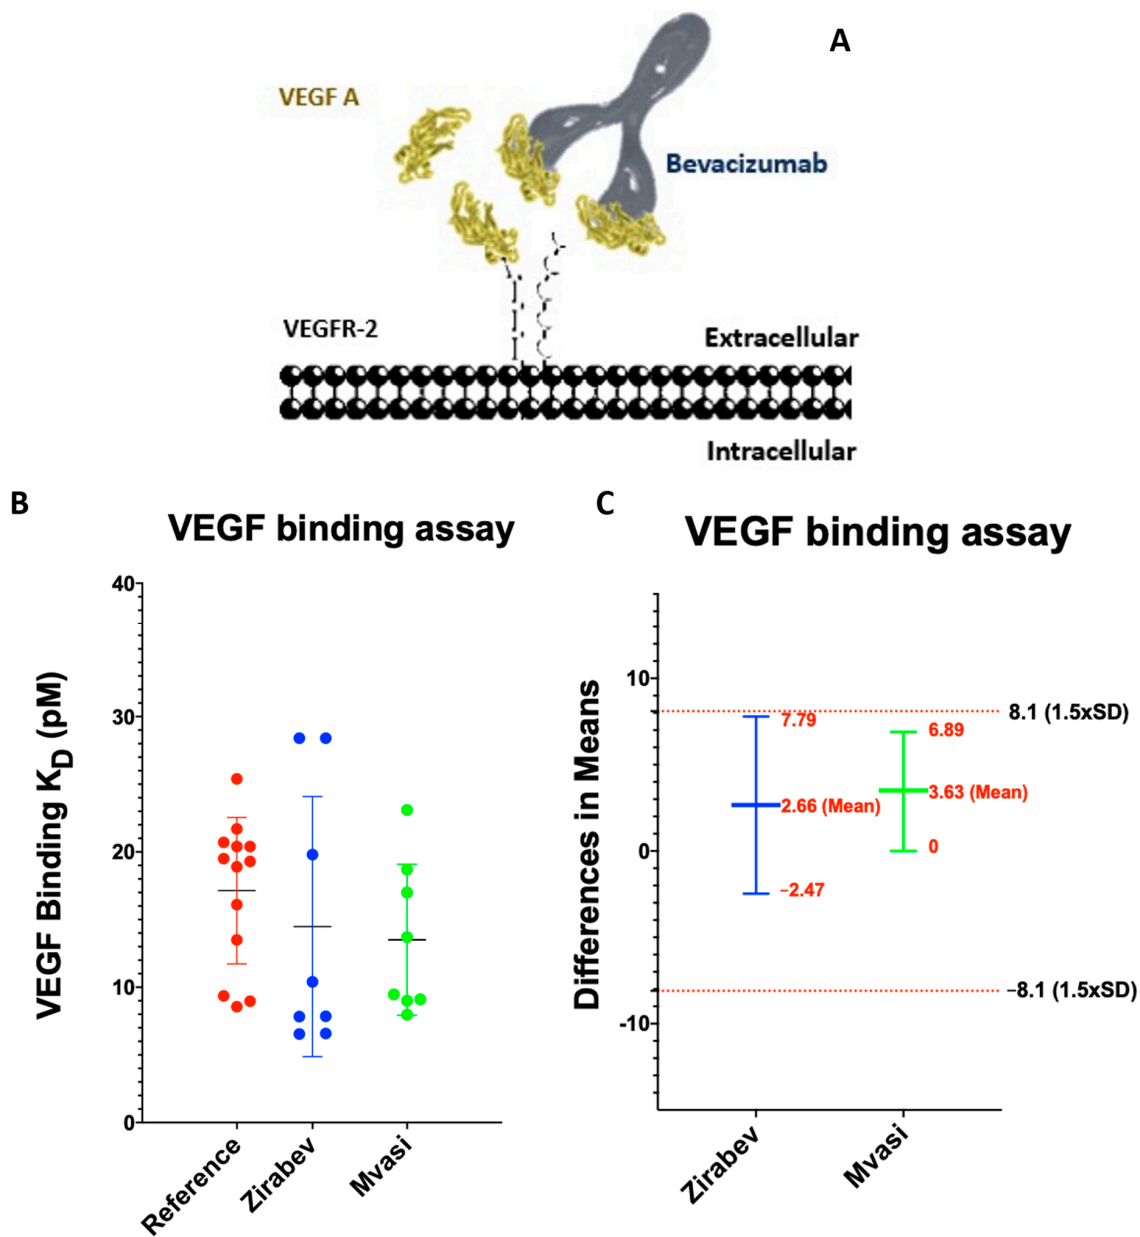 A
VEGF A
Bevacizumab
VEGFR-2
Extracellular
Intracellular
B
VEGF binding assay
40
30
20
10
0
VEGF Binding KD (pM)
Reference
Zirabev
Mvasi
C
VEGF binding assay
Differences in Means
10
0
-10
8.1 (1.5xSD)
7.79
6.89
2.66 (Mean)
3.63 (Mean)
0
−2.47
−8.1 (1.5xSD)
Zirabev
Mvasi